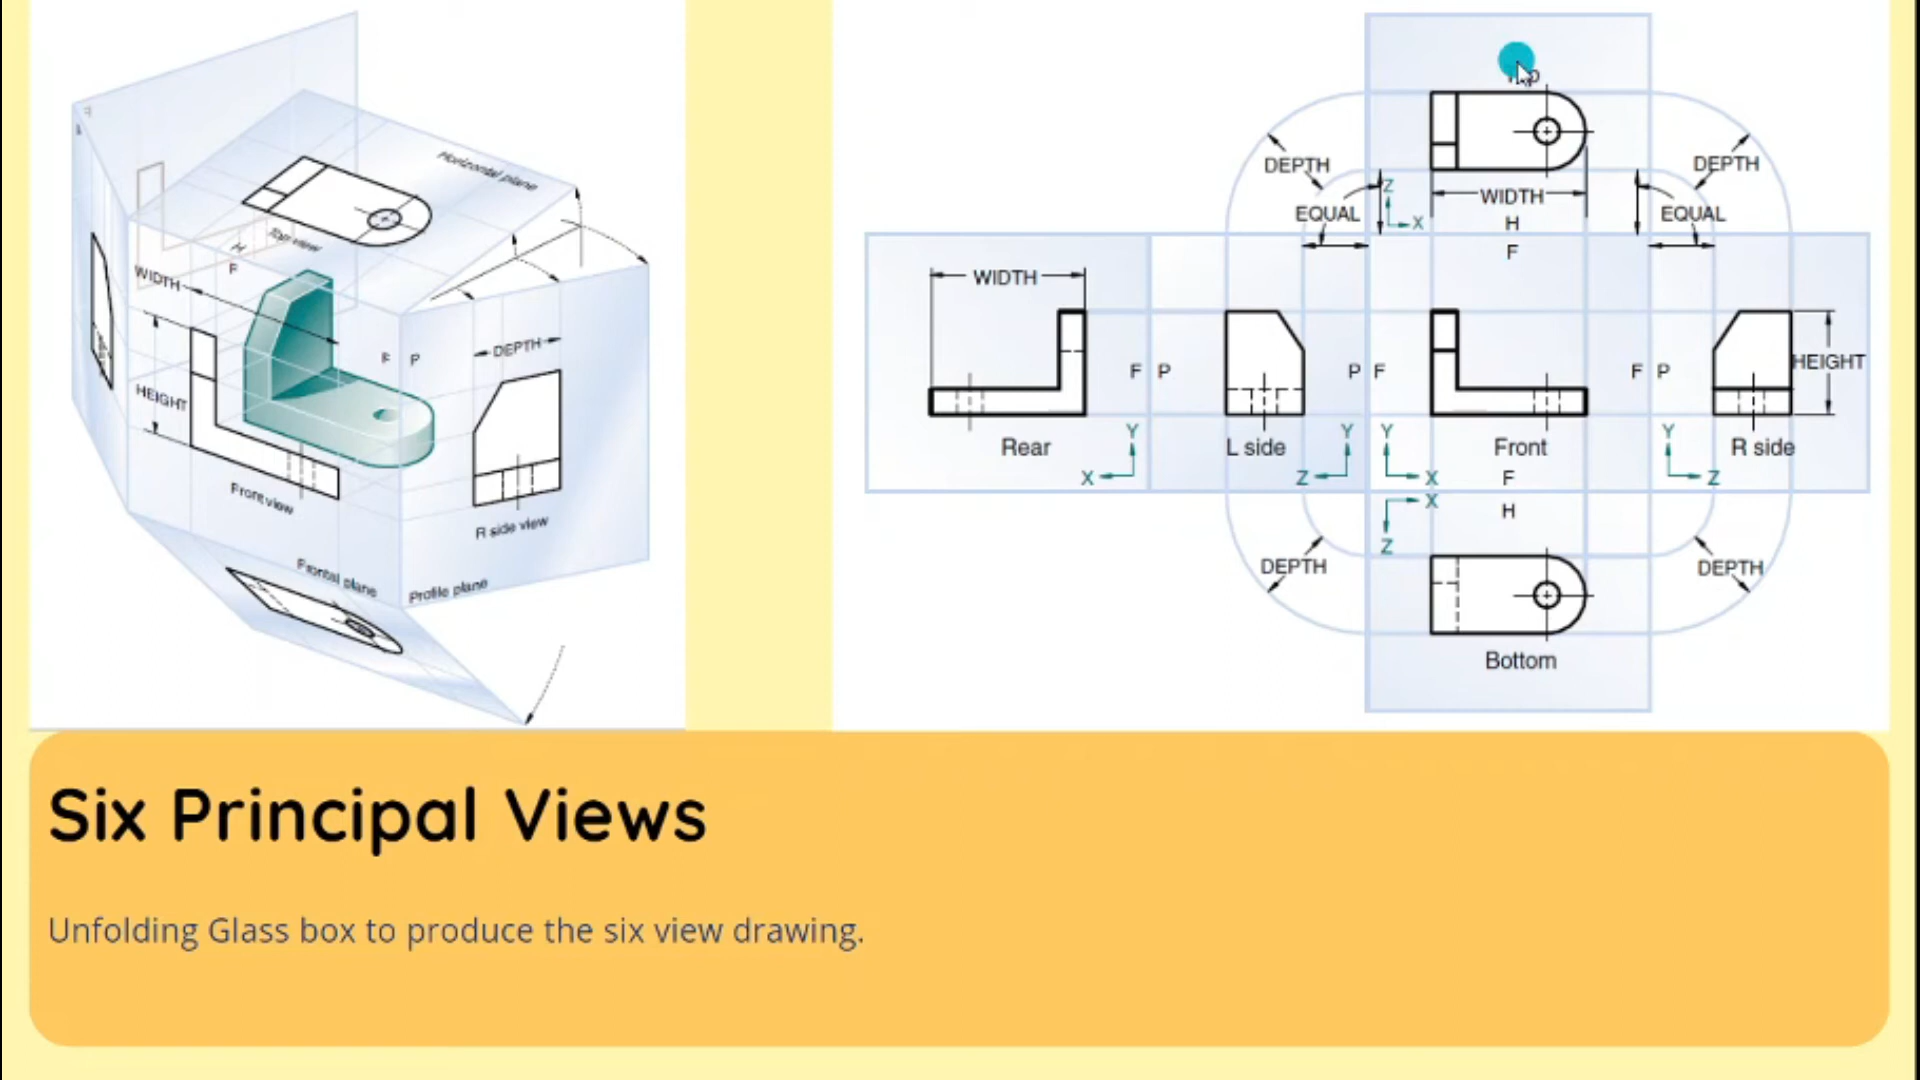 Horizontal plane
Top view
H
F
WIDTH
F P
DEPTH
HEIGHT
Front view
R side view
Frontal plane
Profile plane
DEPTH
DEPTH
Z
WIDTH
EQUAL
EQUAL
X
H
F
WIDTH
F P
P F
F P
HEIGHT
Rear
L side
Front
R side
Y
Y Y
Y
X
Z
X
F
Z
X
H
Z
DEPTH
DEPTH
Bottom
Six Principal Views
Unfolding Glass box to produce the six view drawing.